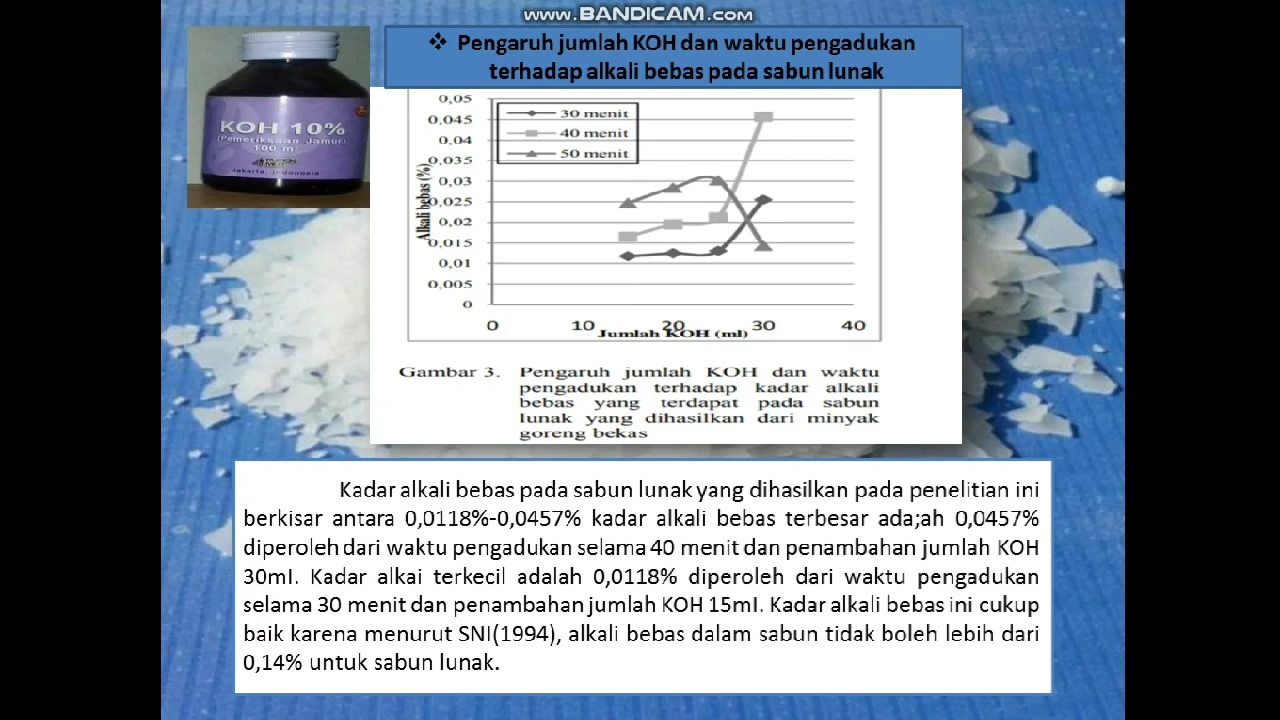 www.BANDICAM.com
❖ Pengaruh jumlah KOH dan waktu pengadukan
terhadap alkali bebas pada sabun lunak
KOH 10%
(Pemeriksaan Jamur)
100 ml
Jakarta, Indonesia
0,05
0,045
0,04
0,035
0,03
0,025
0,02
0,015
0,01
0,005
0
Alkali bebas (%)
30 menit
40 menit
50 menit
0 10 20 30 40
Jumlah KOH (ml)
Gambar 3. Pengaruh jumlah KOH dan waktu
pengadukan terhadap kadar alkali
bebas yang terdapat pada sabun
lunak yang dihasilkan dari minyak
goreng bekas
Kadar alkali bebas pada sabun lunak yang dihasilkan pada penelitian ini
berkisar antara 0,0118%-0,0457% kadar alkali bebas terbesar ada;ah 0,0457%
diperoleh dari waktu pengadukan selama 40 menit dan penambahan jumlah KOH
30ml. Kadar alkai terkecil adalah 0,0118% diperoleh dari waktu pengadukan
selama 30 menit dan penambahan jumlah KOH 15ml. Kadar alkali bebas ini cukup
baik karena menurut SNI(1994), alkali bebas dalam sabun tidak boleh lebih dari
0,14% untuk sabun lunak.